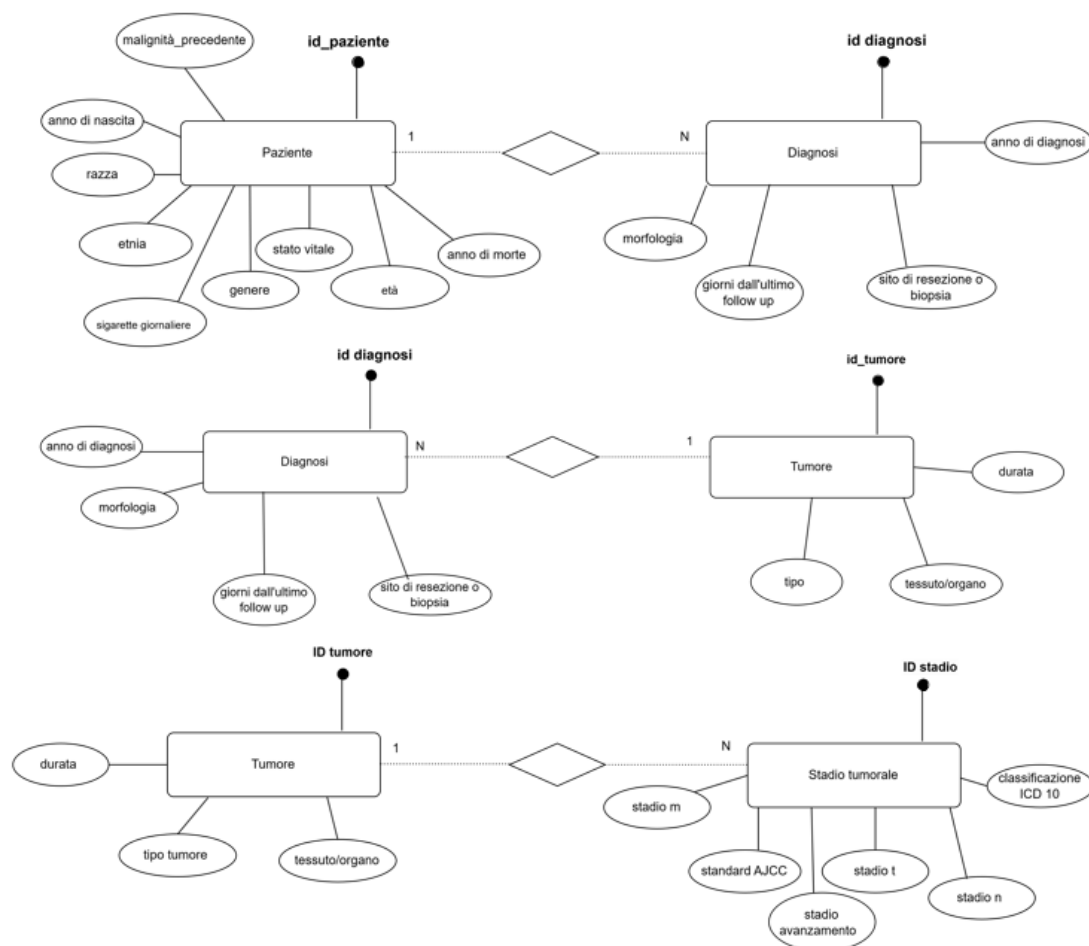 malignità_precedente
id_paziente
id diagnosi
anno di nascita
1
N
anno di diagnosi
Paziente
Diagnosi
razza
etnia
stato vitale
anno di morte
morfologia
genere
età
giorni dall'ultimo
follow up
sito di resezione o
biopsia
sigarette giornaliere
id diagnosi
id_tumore
anno di diagnosi
N
1
Diagnosi
Tumore
durata
morfologia
giorni dall'ultimo
follow up
sito di resezione o
biopsia
tipo
tessuto/organo
ID tumore
ID stadio
1
N
durata
Tumore
Stadio tumorale
classificazione
ICD 10
stadio m
tipo tumore
tessuto/organo
standard AJCC
stadio t
stadio n
stadio
avanzamento